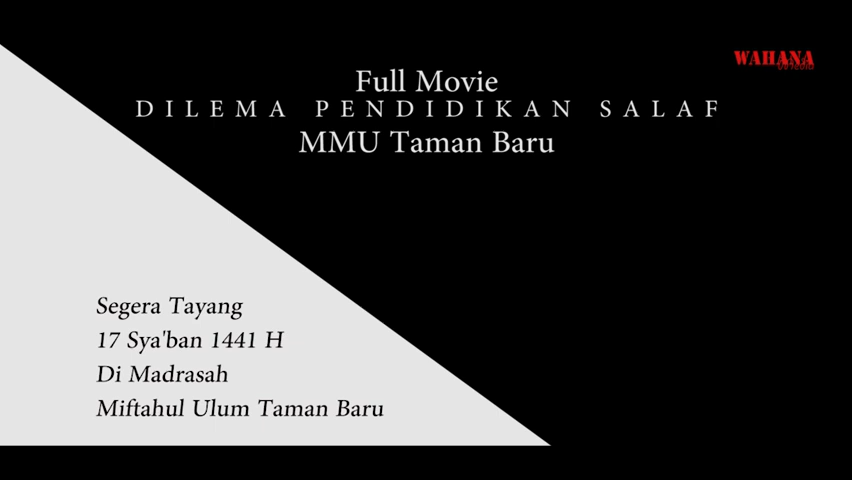 WAHANA
Full Movie
DILEMA PENDIDIKAN SALAF
MMU Taman Baru
Segera Tayang
17 Sya'ban 1441 H
Di Madrasah
Miftahul Ulum Taman Baru